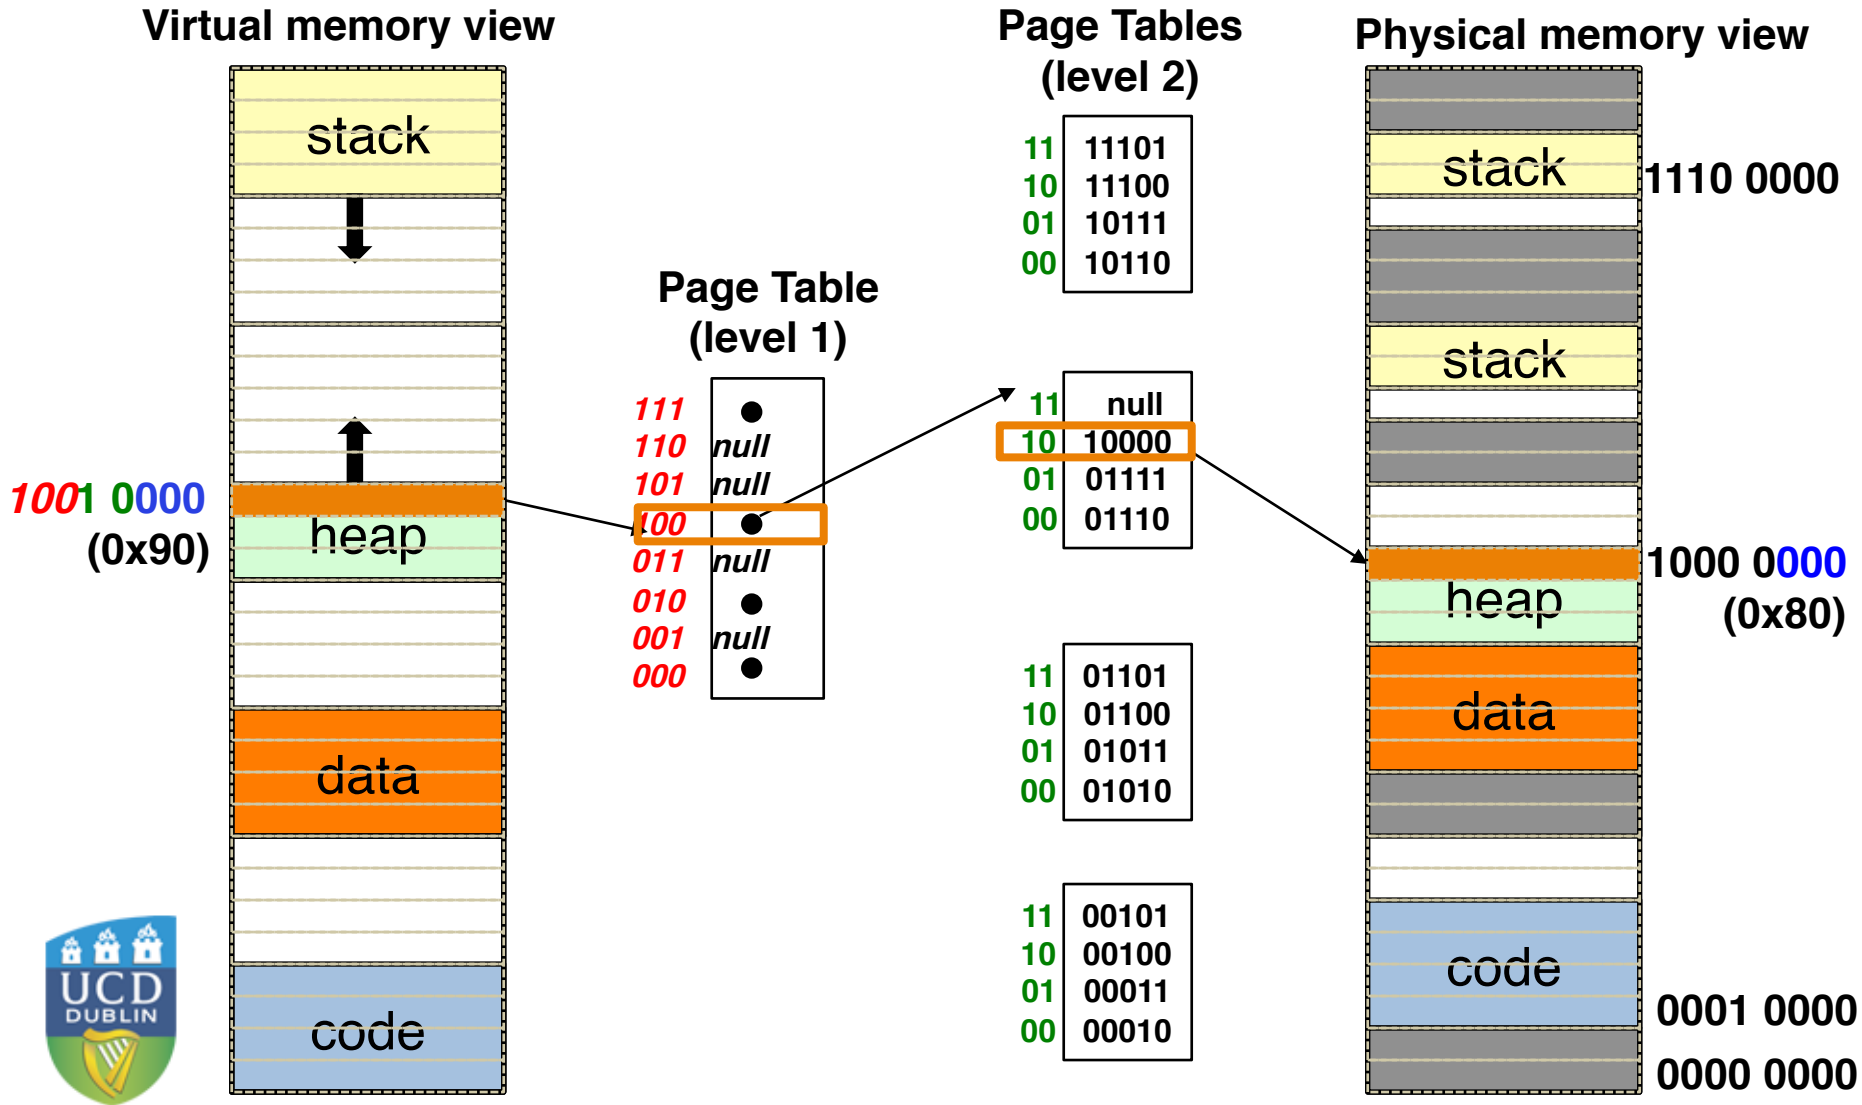 Virtual memory view
stack
heap
data
code
1001 0000
(0x90)
UCD
DUBLIN
Page Table
(level 1)
111
110 null
101 null
100
011 null
010
001 null
000
Page Tables
(level 2)
11 11101
10 11100
01 10111
00 10110
11 null
10 10000
01 01111
00 01110
11 01101
10 01100
01 01011
00 01010
11 00101
10 00100
01 00011
00 00010
Physical memory view
stack
1110 0000
stack
1000 0000
(0x80)
heap
data
code
0001 0000
0000 0000